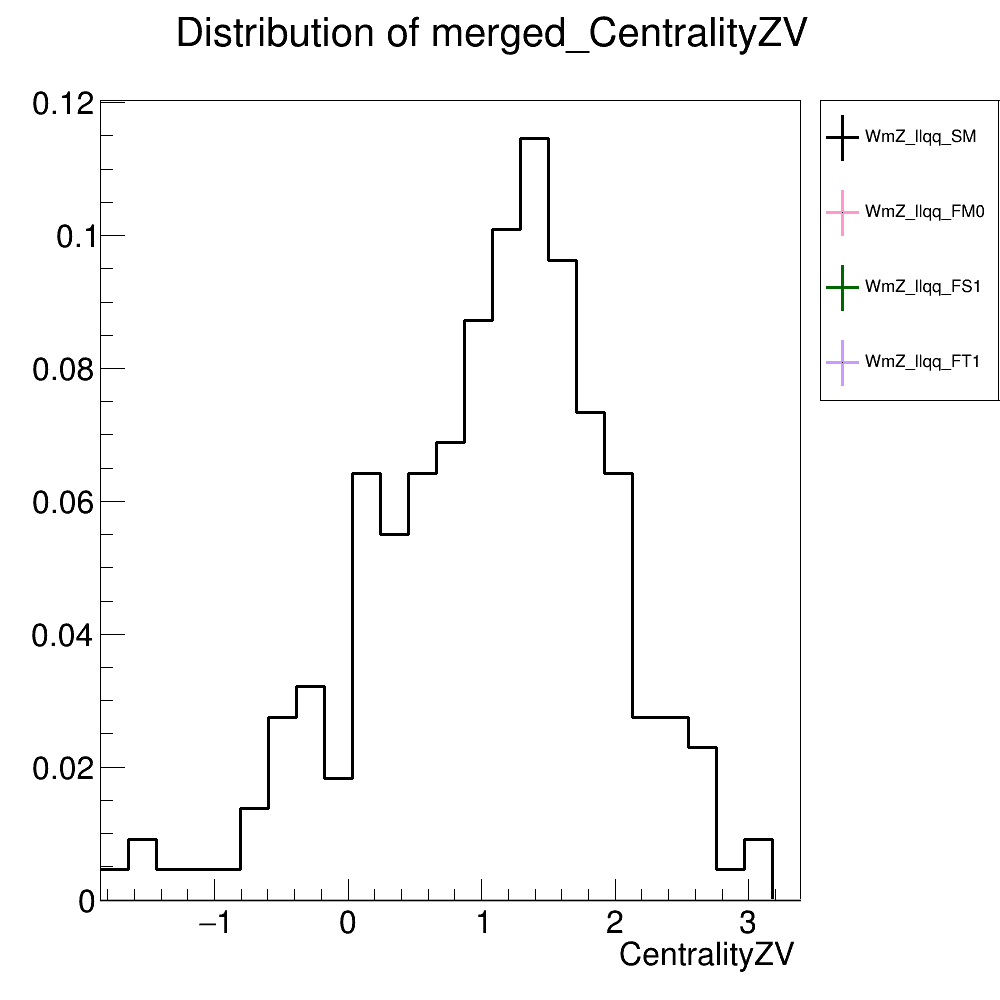 Distribution of merged_CentralityZV
0.12
0.1
0.08
0.06
0.04
0.02
0
−1 0 1 2 3
CentralityZV
WmZ_llqq_SM
WmZ_llqq_FM0
WmZ_llqq_FS1
WmZ_llqq_FT1